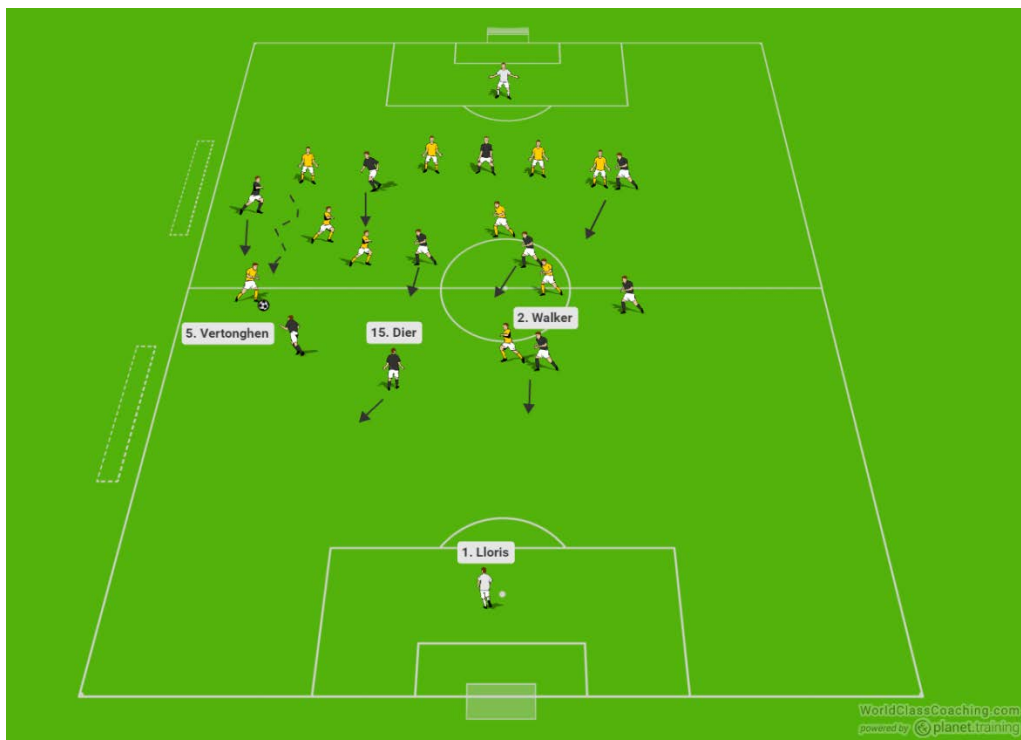 2. Walker
5. Vertonghen
15. Dier
1. Lloris
WorldClassCoaching.com
powered by planet.training